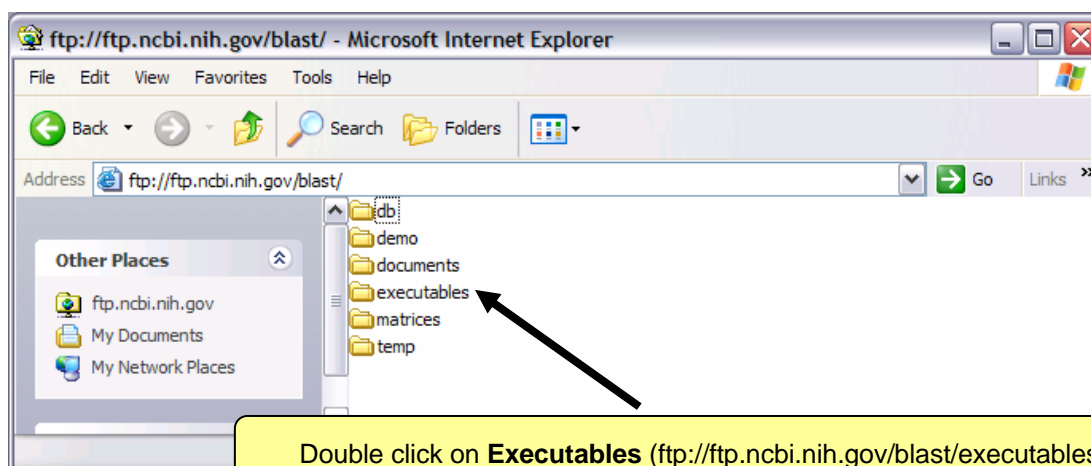 ftp://ftp.ncbi.nih.gov/blast/ - Microsoft Internet Explorer
File Edit View Favorites Tools Help
Back Search Folders
Address ftp://ftp.ncbi.nih.gov/blast/ Go Links »
db
demo
documents
executables
matrices
temp
Other Places
ftp.ncbi.nih.gov
My Documents
My Network Places
Double click on Executables (ftp://ftp.ncbi.nih.gov/blast/executable